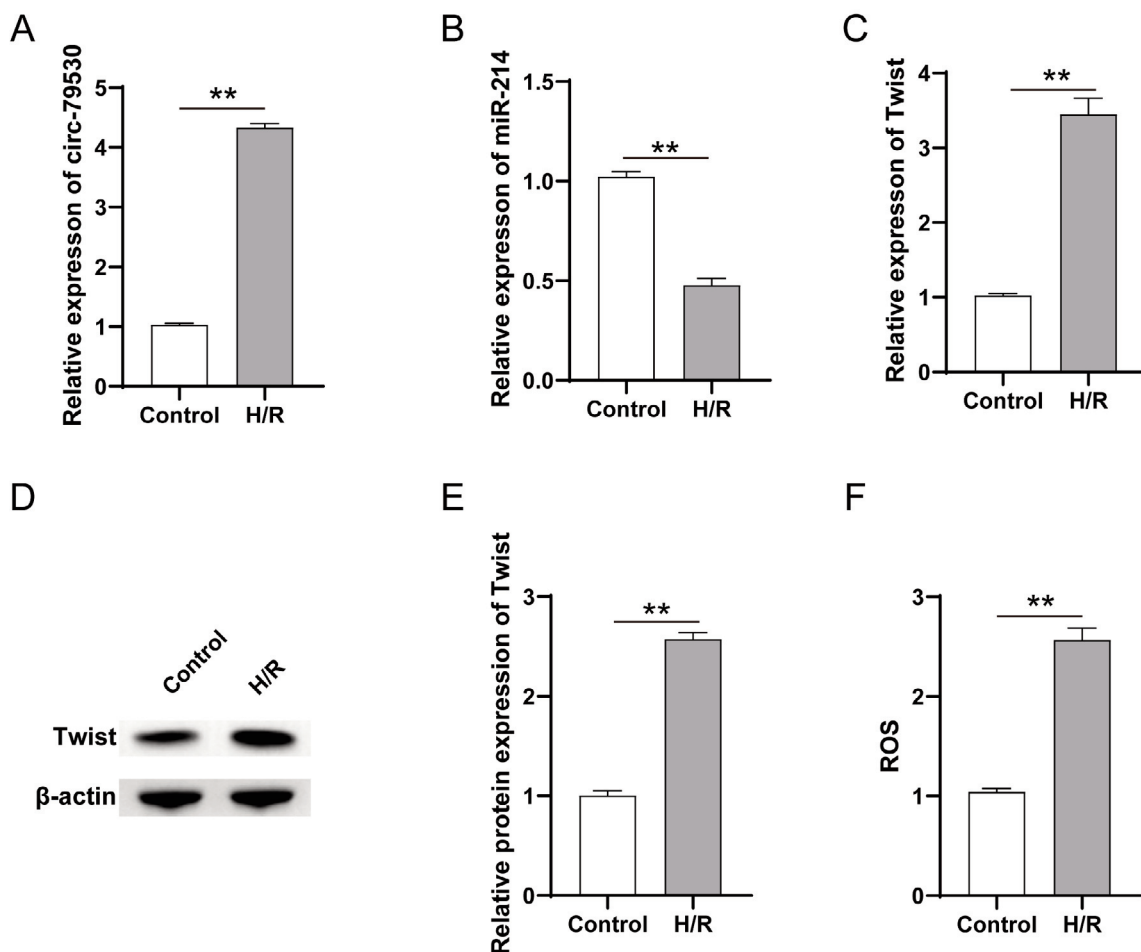 A
Relative expresson of circ-79530
5
4
3
2
1
0
**
Control H/R
B
Relative expresson of miR-214
1.5
1.0
0.5
0.0
**
Control H/R
C
Relative expreson of Twist
4
3
2
1
0
**
Control H/R
D
Control H/R
Twist
β-actin
E
Relative protein expression of Twist
3
2
1
0
**
Control H/R
F
ROS
3
2
1
0
**
Control H/R